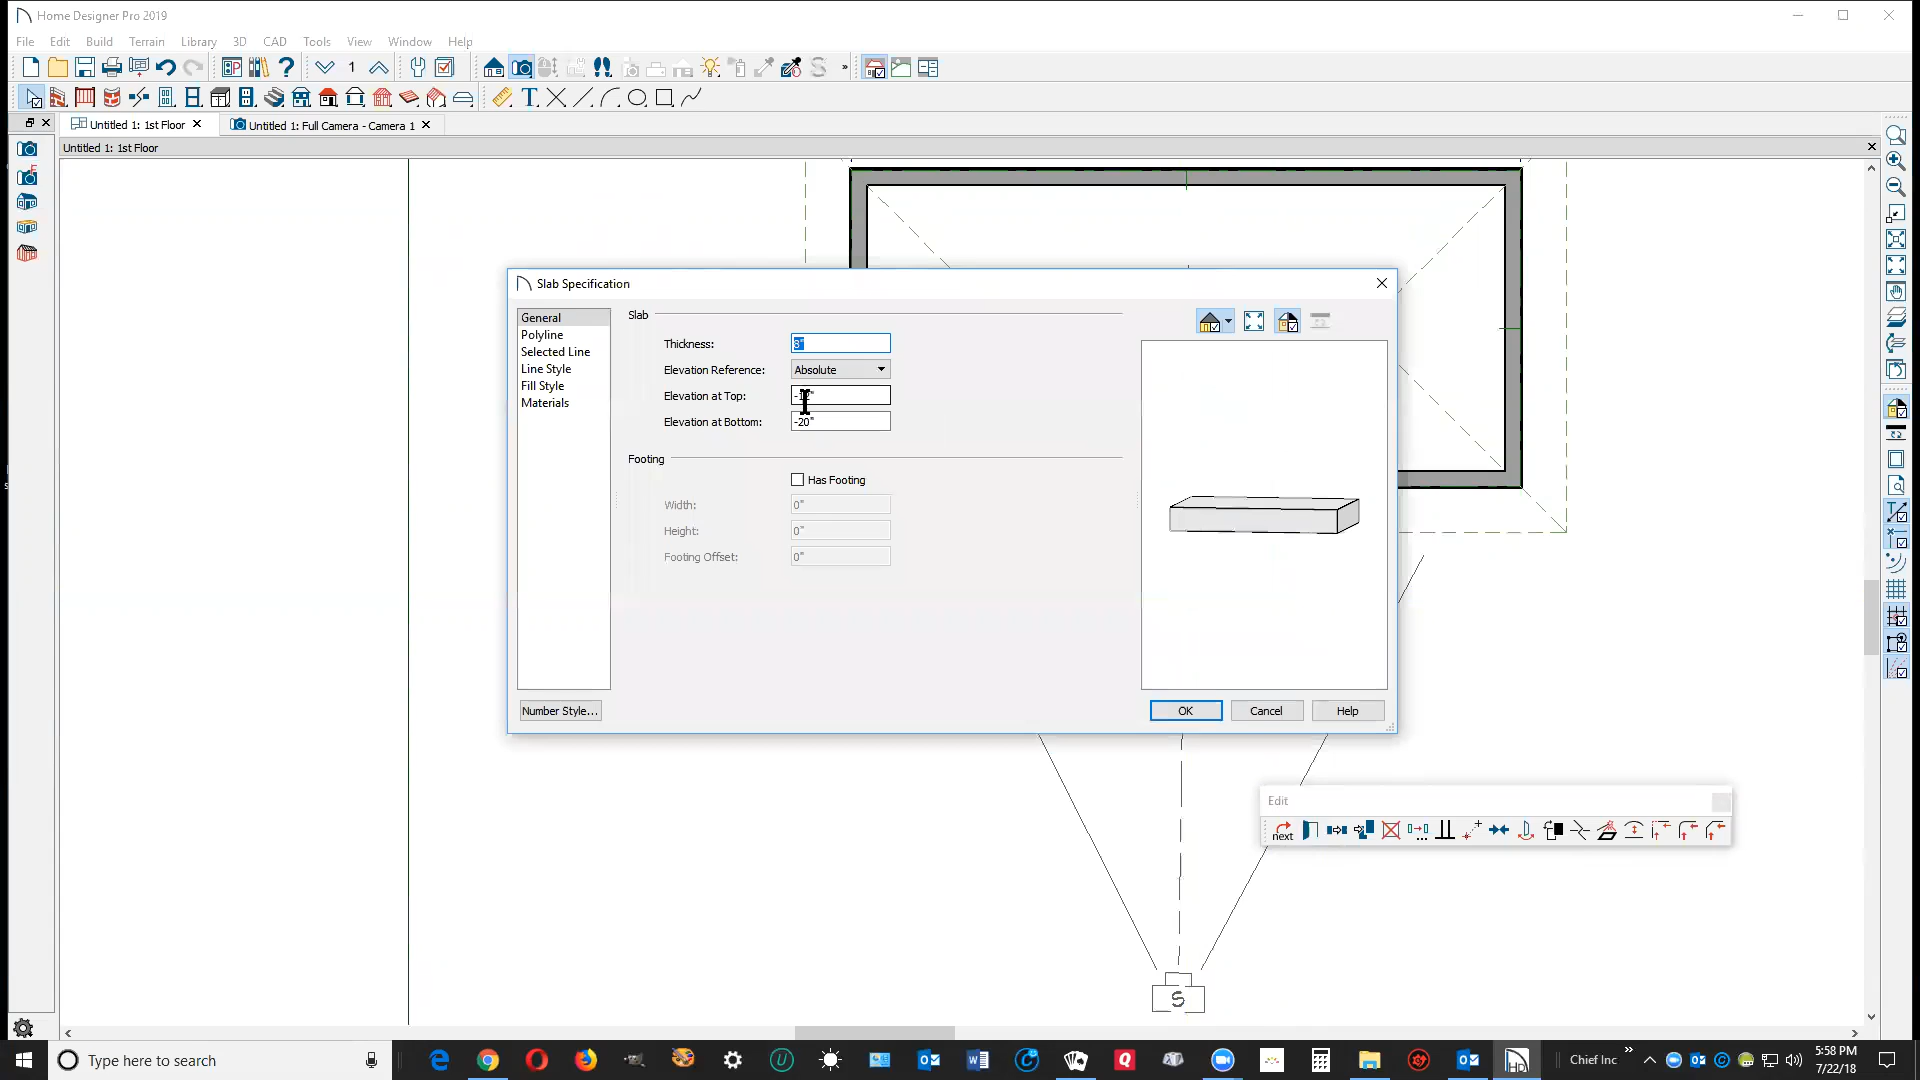 Home Designer Pro 2019
File Edit Build Terrain Library 3D CAD Tools View Window Help
1
Untitled 1: 1st Floor Untitled 1: Full Camera - Camera 1
Untitled 1: 1st Floor
Slab Specification
General
Polyline
Selected Line
Line Style
Fill Style
Materials
Slab
Thickness: 8"
Elevation Reference: Absolute
Elevation at Top:
Elevation at Bottom: -20"
Footing
Has Footing
Width: 0"
Height: 0"
Footing Offset: 0"
Number Style...
OK Cancel Help
Edit
next
S
Type here to search
Chief Inc
5:58 PM
7/22/18